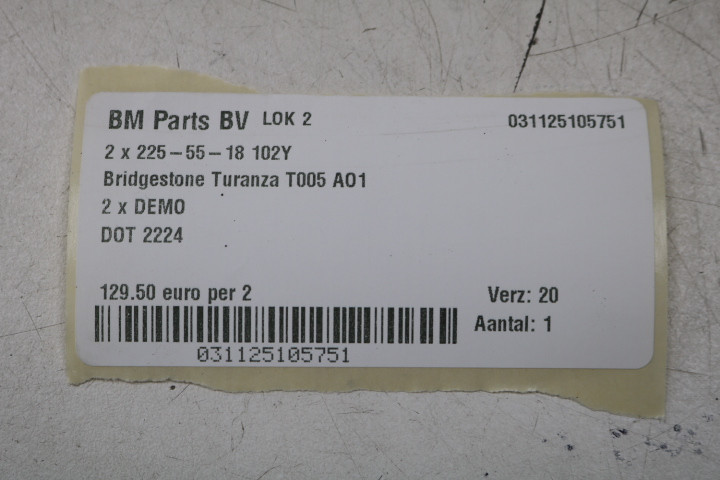 BM Parts BV LOK 2 031125105751
2 x 225-55-18 102Y
Bridgestone Turanza T005 AO1
2 x DEMO
DOT 2224
129.50 euro per 2 Verz: 20
Aantal: 1
031125105751